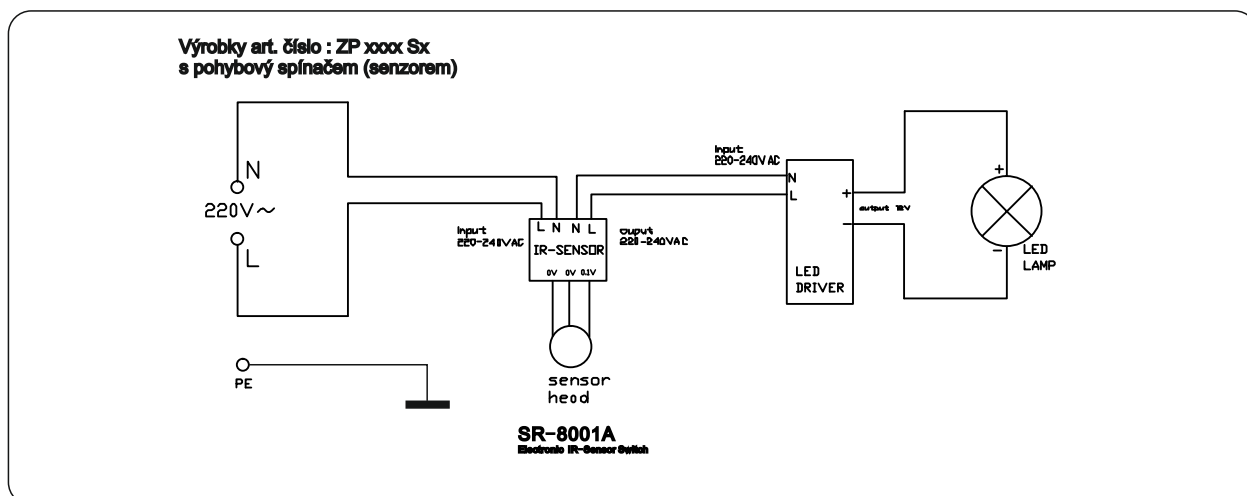 Výrobky art. číslo : ZP xxxx Sx
s pohybový spínačem (senzorem)
N
220V~
L
PE
Input
220-240VAC
L N N L
IR-SENSOR
0V 0V 0.1V
Ouput
220-240VAC
sensor
head
SR-8001A
Electronic IR-Sensor Switch
Input
220-240VAC
N
L
LED
DRIVER
+
−
output 12V
+
−
LED
LAMP